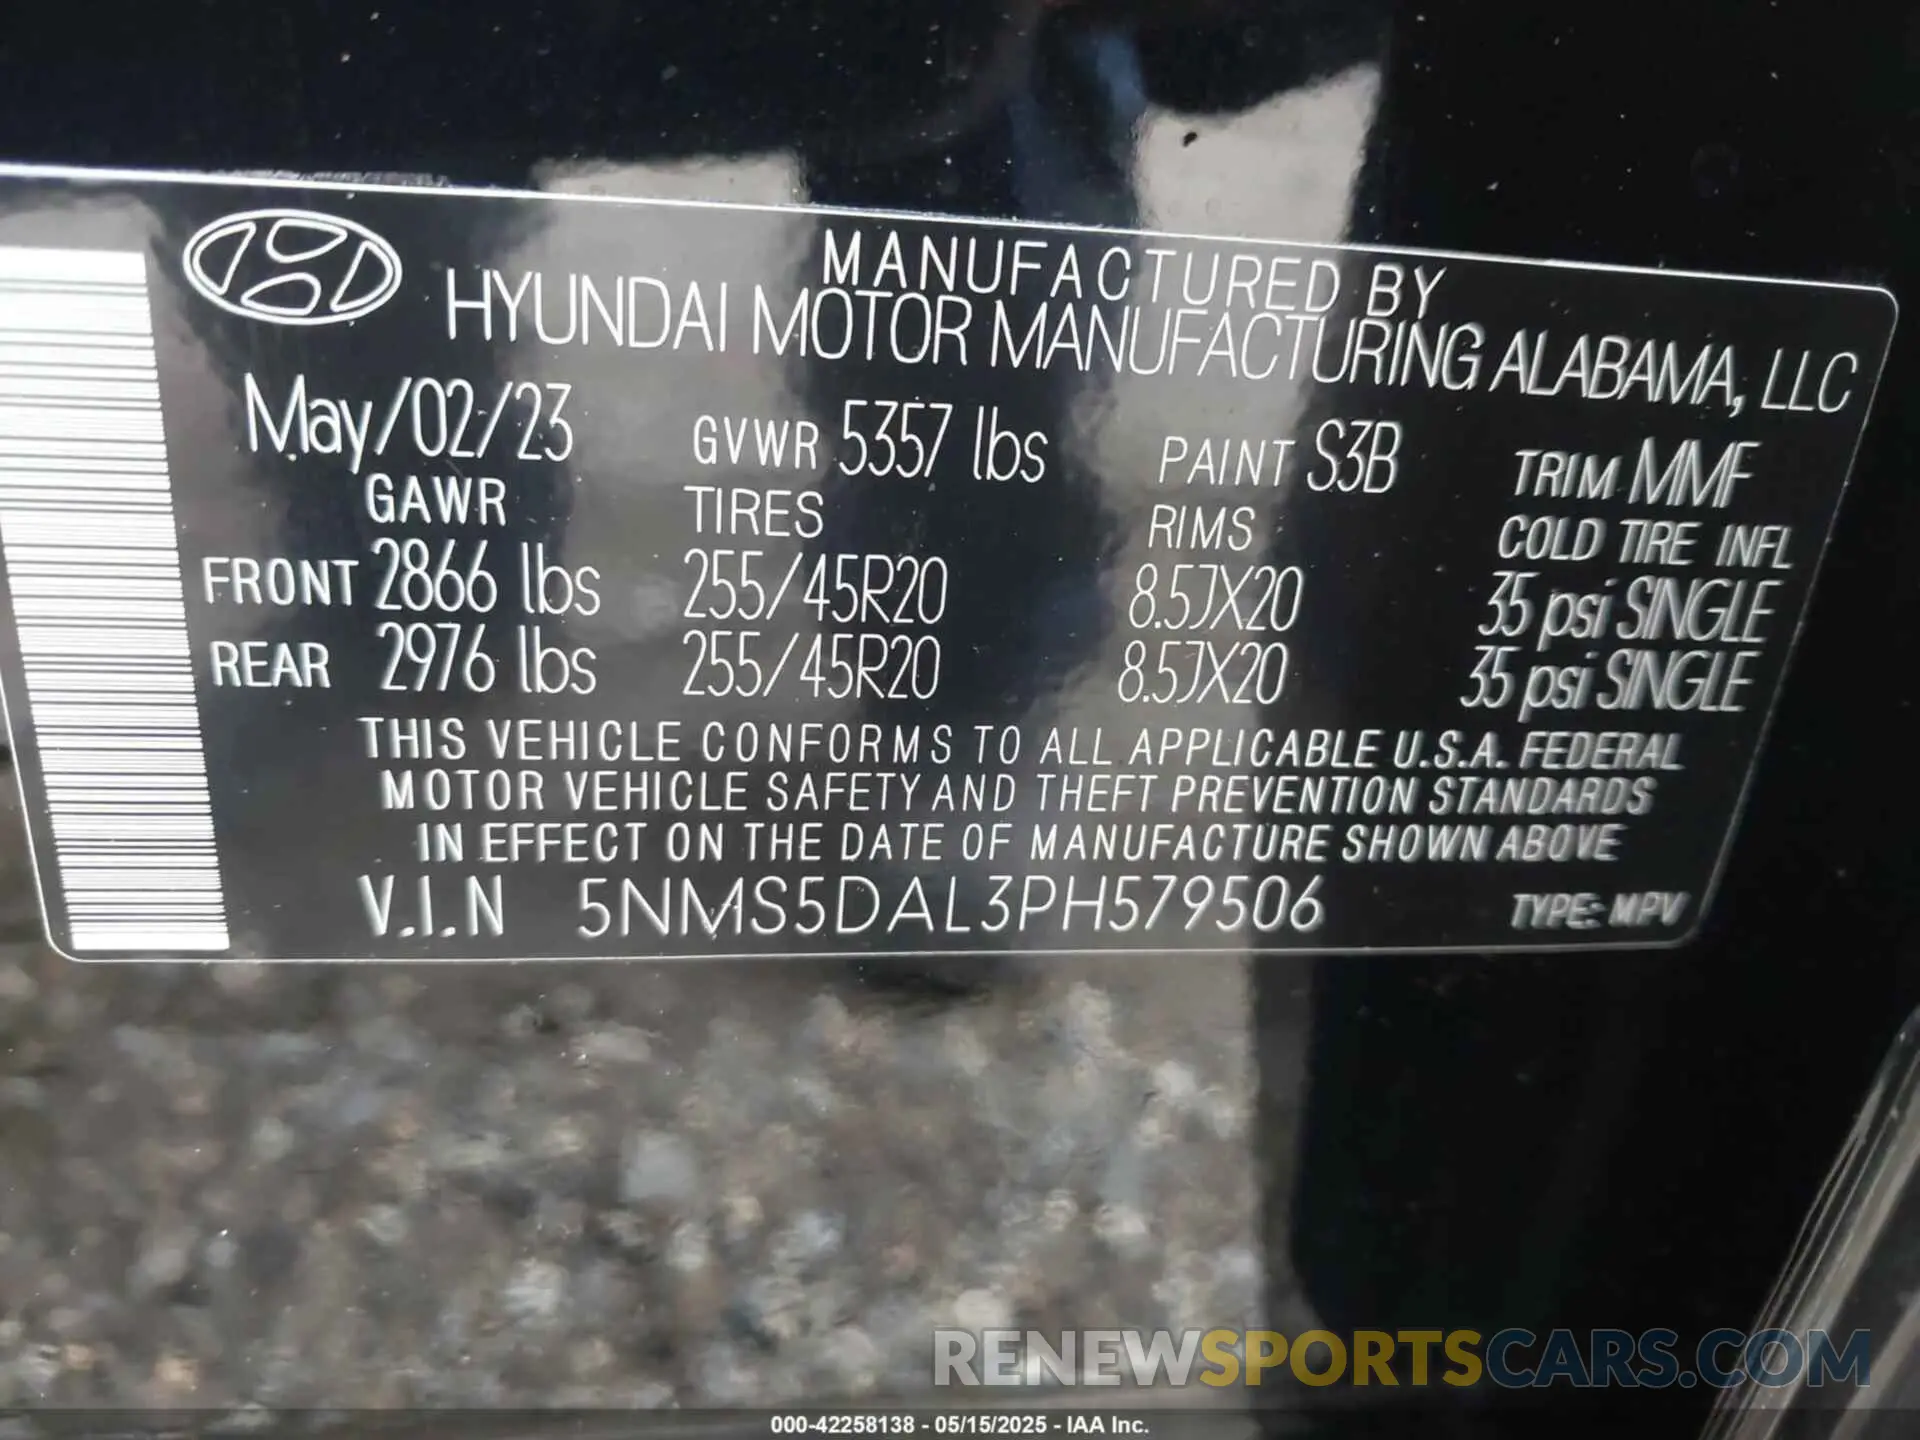 MANUFACTURED BY
HYUNDAI MOTOR MANUFACTURING ALABAMA, LLC
May/02/23 GVWR 5357 lbs PAINT S3B TRIM MMF
GAWR TIRES RIMS COLD TIRE INFL
FRONT 2866 lbs 255/45R20 8.5JX20 35 psi SINGLE
REAR 2976 lbs 255/45R20 8.5JX20 35 psi SINGLE
THIS VEHICLE CONFORMS TO ALL APPLICABLE U.S.A. FEDERAL
MOTOR VEHICLE SAFETY AND THEFT PREVENTION STANDARDS
IN EFFECT ON THE DATE OF MANUFACTURE SHOWN ABOVE
V.I.N 5NMS5DAL3PH579506 TYPE: MPV
RENEWSPORTSCARS.COM
000-42258138 - 05/15/2025 - IAA Inc.